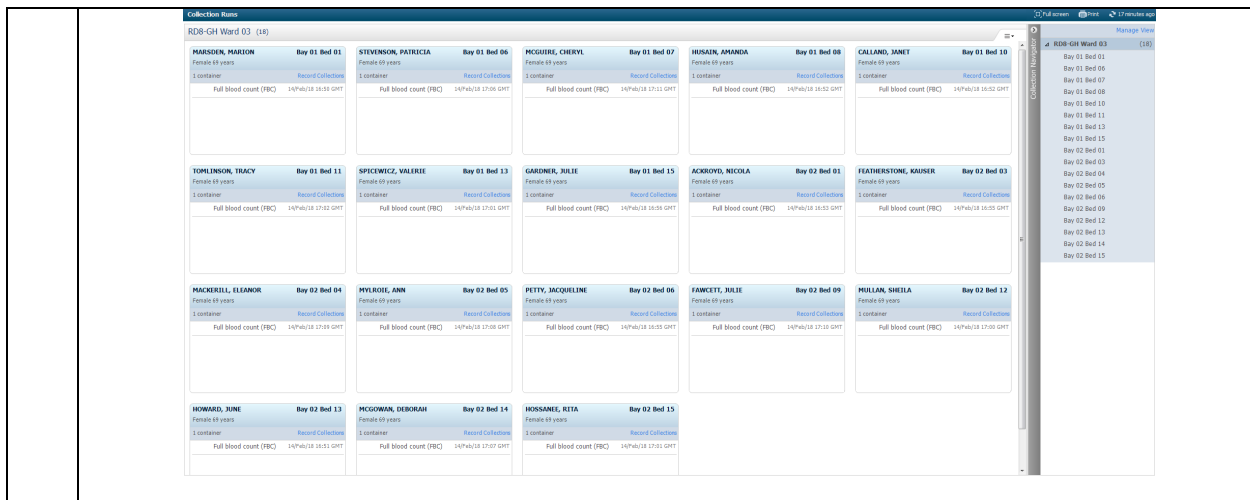 Collection Runs
Full screen Print 17 minutes ago
RD8-GH Ward 03 (18)
MARSDEN, MARION Bay 01 Bed 01
Female 69 years
1 container Record Collections
Full blood count (FBC) 14/Feb/18 16:50 GMT
STEVENSON, PATRICIA Bay 01 Bed 06
Female 69 years
1 container Record Collections
Full blood count (FBC) 14/Feb/18 17:06 GMT
MCGUIRE, CHERYL Bay 01 Bed 07
Female 69 years
1 container Record Collections
Full blood count (FBC) 14/Feb/18 17:11 GMT
HUSAIN, AMANDA Bay 01 Bed 08
Female 69 years
1 container Record Collections
Full blood count (FBC) 14/Feb/18 16:52 GMT
CALLAND, JANET Bay 01 Bed 10
Female 69 years
1 container Record Collections
Full blood count (FBC) 14/Feb/18 16:52 GMT
TOMLINSON, TRACY Bay 01 Bed 11
Female 69 years
1 container Record Collections
Full blood count (FBC) 14/Feb/18 17:02 GMT
SPICEWICZ, VALERIE Bay 01 Bed 13
Female 69 years
1 container Record Collections
Full blood count (FBC) 14/Feb/18 17:01 GMT
GARDNER, JULIE Bay 01 Bed 15
Female 69 years
1 container Record Collections
Full blood count (FBC) 14/Feb/18 16:56 GMT
ACKROYD, NICOLA Bay 02 Bed 01
Female 69 years
1 container Record Collections
Full blood count (FBC) 14/Feb/18 16:53 GMT
FEATHERSTONE, KAUSER Bay 02 Bed 03
Female 69 years
1 container Record Collections
Full blood count (FBC) 14/Feb/18 16:55 GMT
MACKERILL, ELEANOR Bay 02 Bed 04
Female 69 years
1 container Record Collections
Full blood count (FBC) 14/Feb/18 17:09 GMT
MYLROIE, ANN Bay 02 Bed 05
Female 69 years
1 container Record Collections
Full blood count (FBC) 14/Feb/18 17:08 GMT
PETTY, JACQUELINE Bay 02 Bed 06
Female 69 years
1 container Record Collections
Full blood count (FBC) 14/Feb/18 16:55 GMT
FAWCETT, JULIE Bay 02 Bed 09
Female 69 years
1 container Record Collections
Full blood count (FBC) 14/Feb/18 17:10 GMT
MULLAN, SHEILA Bay 02 Bed 12
Female 69 years
1 container Record Collections
Full blood count (FBC) 14/Feb/18 17:00 GMT
HOWARD, JUNE Bay 02 Bed 13
Female 69 years
1 container Record Collections
Full blood count (FBC) 14/Feb/18 16:51 GMT
MCGOWAN, DEBORAH Bay 02 Bed 14
Female 69 years
1 container Record Collections
Full blood count (FBC) 14/Feb/18 17:07 GMT
HOSSANEE, RITA Bay 02 Bed 15
Female 69 years
1 container Record Collections
Full blood count (FBC) 14/Feb/18 17:03 GMT
Collection Navigator
Manage View
RD8-GH Ward 03 (18)
Bay 01 Bed 01
Bay 01 Bed 06
Bay 01 Bed 07
Bay 01 Bed 08
Bay 01 Bed 10
Bay 01 Bed 11
Bay 01 Bed 13
Bay 01 Bed 15
Bay 02 Bed 01
Bay 02 Bed 03
Bay 02 Bed 04
Bay 02 Bed 05
Bay 02 Bed 06
Bay 02 Bed 09
Bay 02 Bed 12
Bay 02 Bed 13
Bay 02 Bed 14
Bay 02 Bed 15